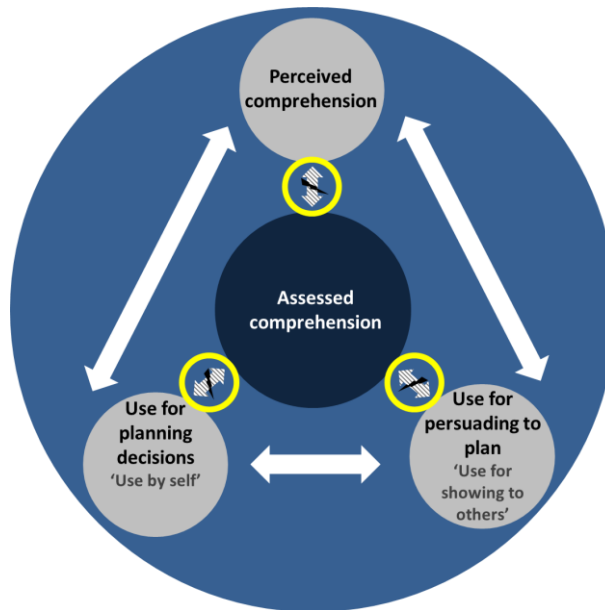 Perceived
comprehension
Assessed
comprehension
Use for
planning
decisions
‘Use by self’
Use for
persuading to
plan
‘Use for
showing to
others’